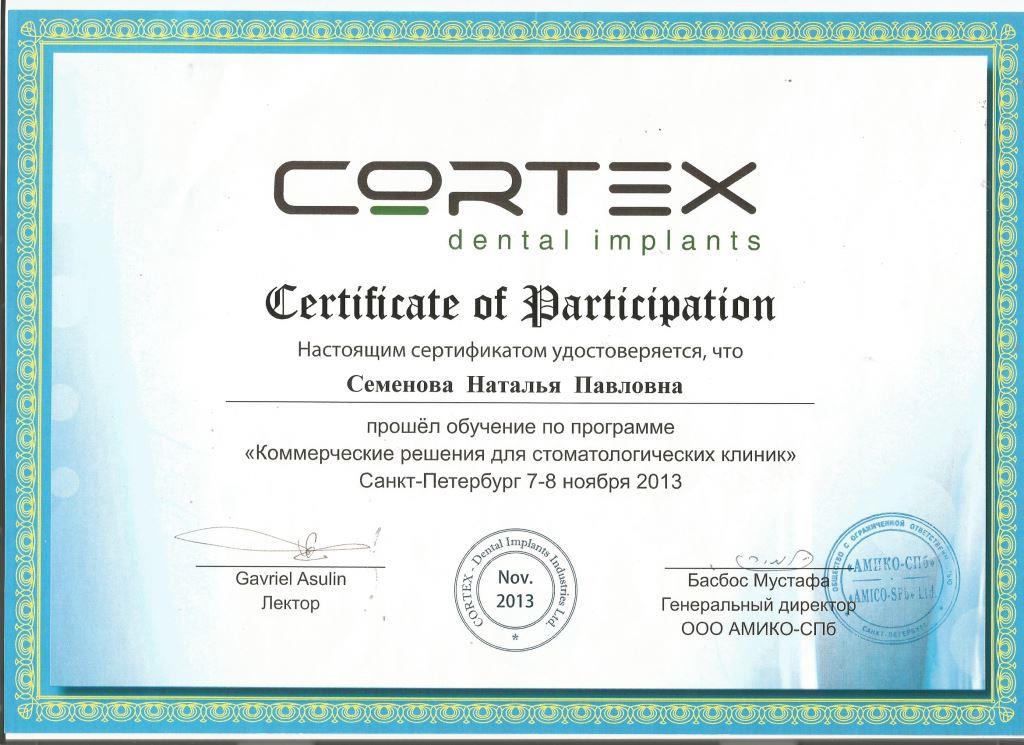 CORTEX
dental implants
Certificate of Participation
Настоящим сертификатом удостоверяется, что
Семенова Наталья Павловна
прошёл обучение по программе
«Коммерческие решения для стоматологических клиник»
Санкт-Петербург 7-8 ноября 2013
Gavriel Asulin
Лектор
CORTEX - Dental Implants Industries Ltd.
Nov.
2013
*
Басбос Мустафа
Генеральный директор
ООО АМИКО-СПб
ОБЩЕСТВО С ОГРАНИЧЕННОЙ ОТВЕТСТВЕННОСТЬЮ
«АМИКО-СПб»
«AMICO-SPb» Ltd.
САНКТ-ПЕТЕРБУРГ